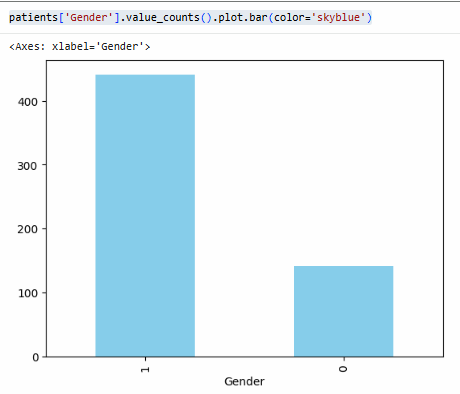 patients['Gender'].value_counts().plot.bar(color='skyblue')
<Axes: xlabel='Gender'>
400
300
200
100
0
1
0
Gender